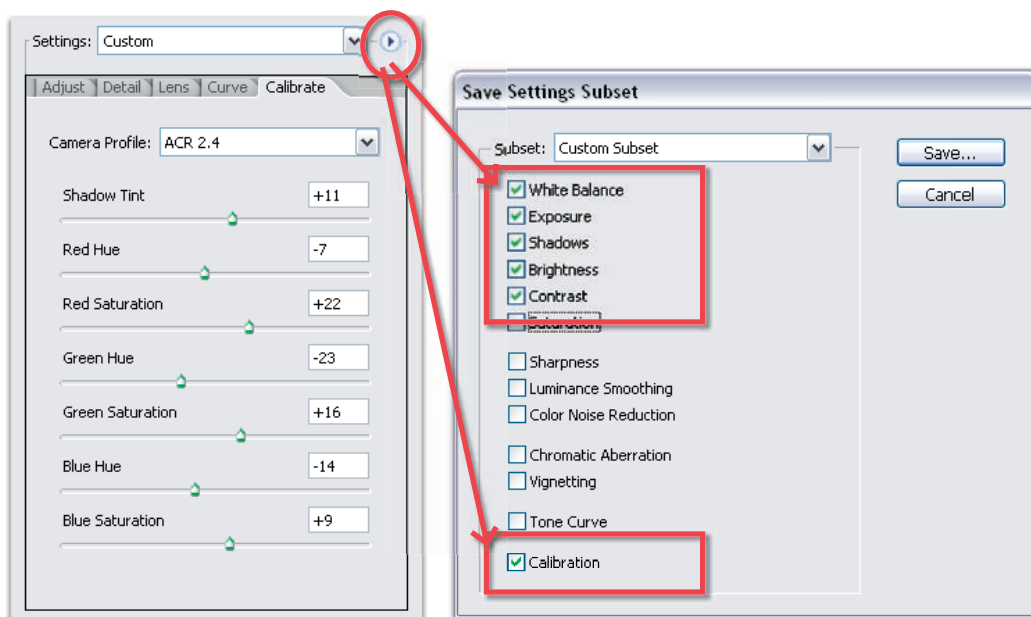 Settings: Custom
Adjust Detail Lens Curve Calibrate
Camera Profile: ACR 2.4
Shadow Tint +11
Red Hue -7
Red Saturation +22
Green Hue -23
Green Saturation +16
Blue Hue -14
Blue Saturation +9
Save Settings Subset
Subset: Custom Subset
Save...
Cancel
White Balance
Exposure
Shadows
Brightness
Contrast
Saturation
Sharpness
Luminance Smoothing
Color Noise Reduction
Chromatic Aberration
Vignetting
Tone Curve
Calibration